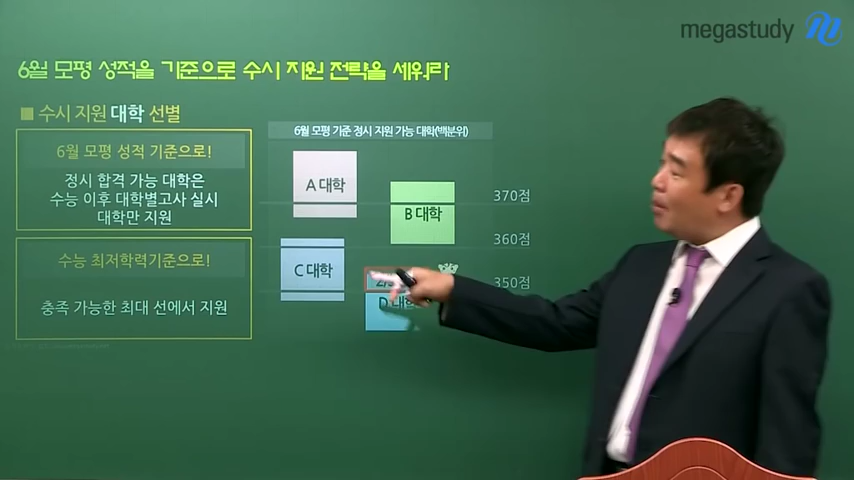 megastudy
6월 모평 성적을 기준으로 수시 지원 전략을 세워라
수시 지원 대학 선별
6월 모평 성적 기준으로!
정시 합격 가능 대학은
수능 이후 대학별고사 실시
대학만 지원
수능 최저학력기준으로!
충족 가능한 최대 선에서 지원
6월 모평 기준 정시 지원 가능 대학(백분위)
A 대학
B 대학
C 대학
D 대학
370점
360점
350점